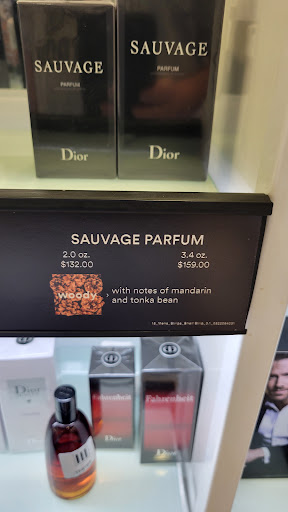 SAUVAGE
PARFUM
Dior
SAUVAGE
PARFUM
Dior
SAUVAGE PARFUM
2.0 oz. 3.4 oz.
$132.00 $159.00
woody › with notes of mandarin
and tonka bean
Dior
Fahrenheit
Dior
Fahrenheit
Dior